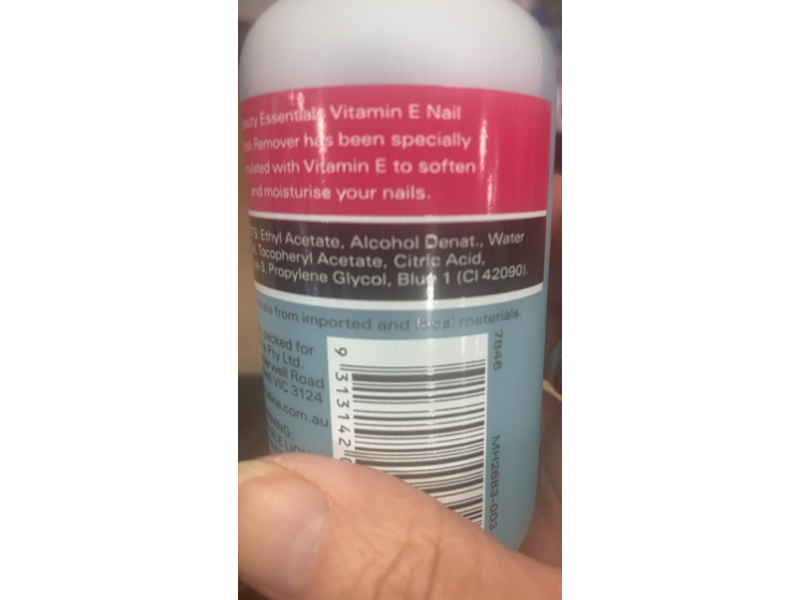 Essentials Vitamin E Nail
Remover has been specially
with Vitamin E to soften
and moisturise your nails.
Ethyl Acetate, Alcohol Denat., Water
Tocopheryl Acetate, Citric Acid,
-3, Propylene Glycol, Blue 1 (CI 42090).
from imported and local materials.
packed for
Pty Ltd.
Road
VIC 3124
.com.au
9 313142
7846
MH2683-003